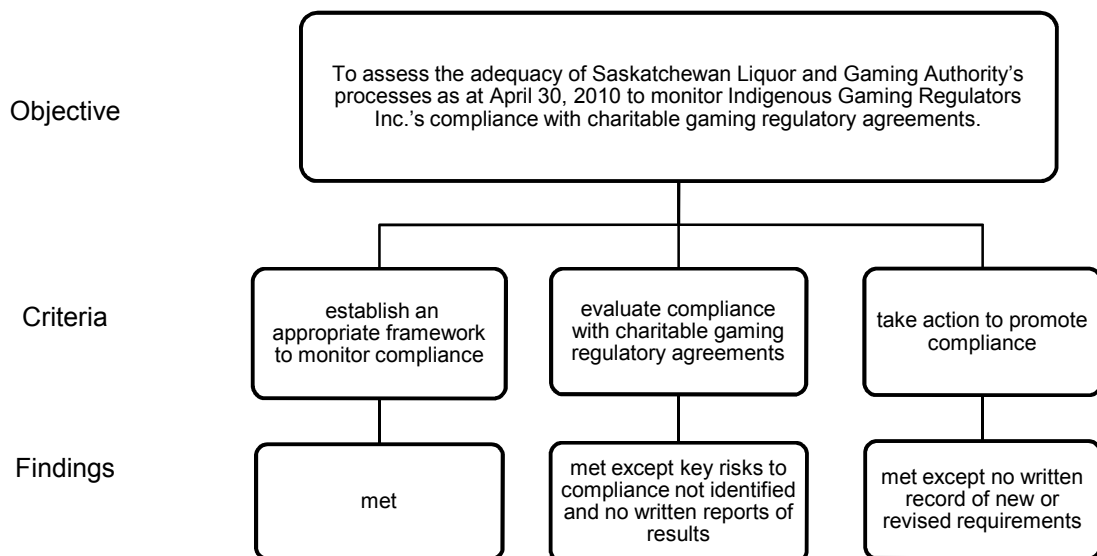 Objective
To assess the adequacy of Saskatchewan Liquor and Gaming Authority's
processes as at April 30, 2010 to monitor Indigenous Gaming Regulators
Inc.'s compliance with charitable gaming regulatory agreements.
Criteria
establish an
appropriate framework
to monitor compliance
evaluate compliance
with charitable gaming
regulatory agreements
take action to promote
compliance
Findings
met
met except key risks to
compliance not identified
and no written reports of
results
met except no written
record of new or
revised requirements